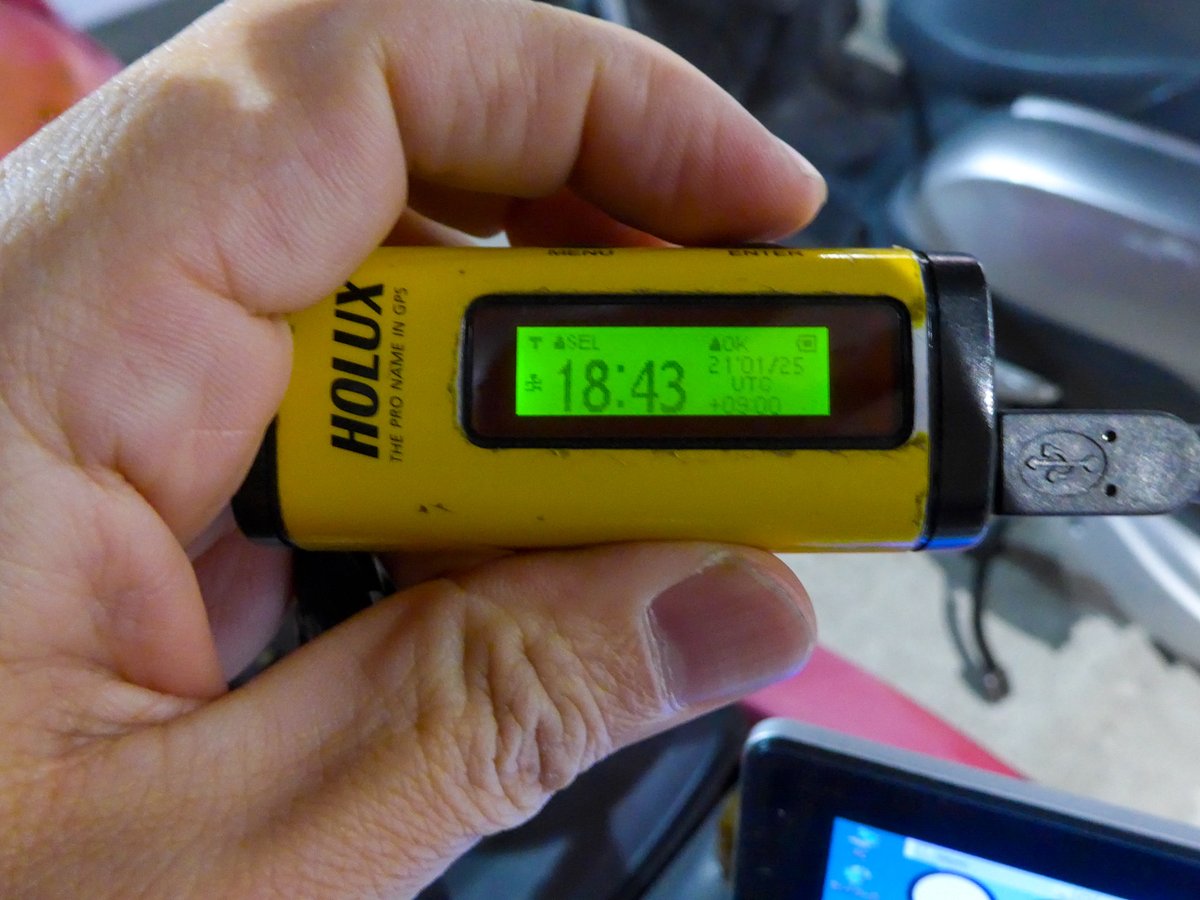 MENU ENTER
HOLUX
THE PRO NAME IN GPS
SEL OK
18:43
21'01/25
UTC
+09:00